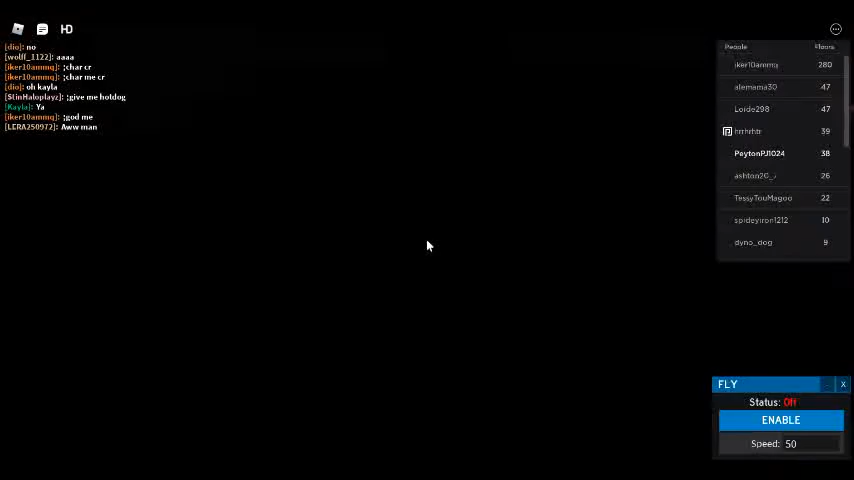 HD
[dio]: no
[wolff_1122]: aaaa
[iker10ammq]: ;char cr
[iker10ammq]: ;char me cr
[dio]: oh kayla
[StinHaloplayz]: ;give me hotdog
[Kayla]: Ya
[iker10ammq]: ;god me
[LERA250972]: Aww man
People Floors
iker10ammq 280
alemama30 47
Loide298 47
hrrhrhtr 39
PeytonPJ1024 38
26
TessyTouMagoo 22
spideyiron1212 10
dyno_dog 9
FLY - X
Status: Off
ENABLE
Speed: 50